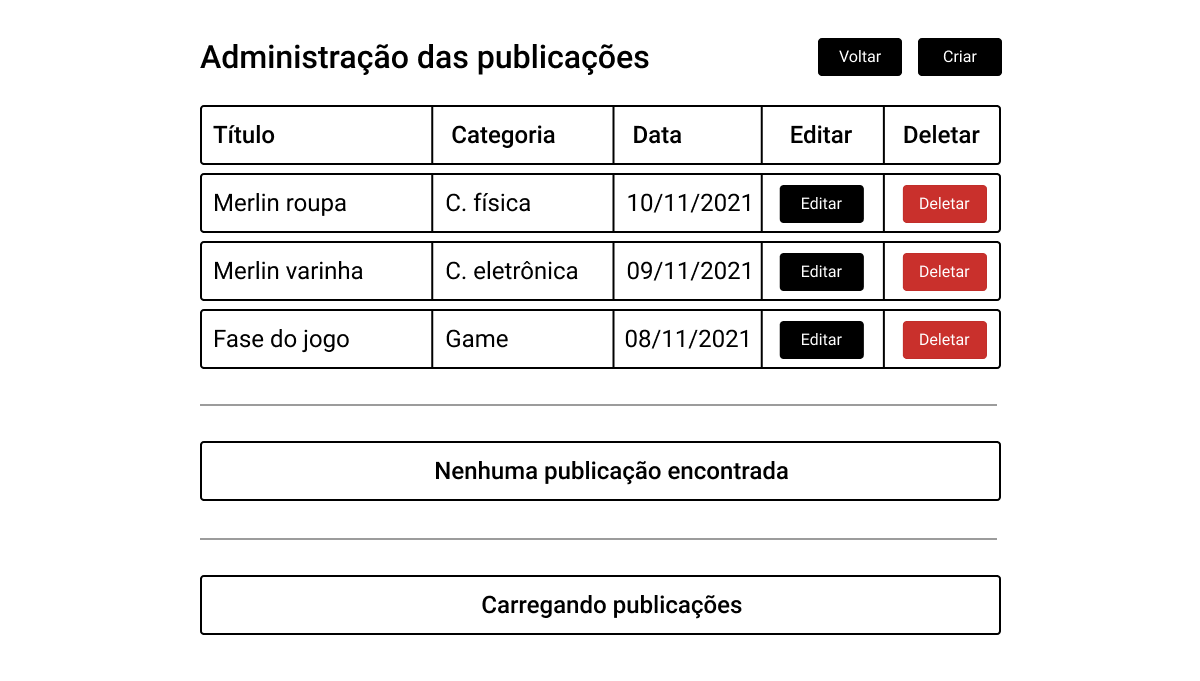 Administração das publicações Voltar Criar
Título Categoria Data Editar Deletar
Merlin roupa C. física 10/11/2021 Editar Deletar
Merlin varinha C. eletrônica 09/11/2021 Editar Deletar
Fase do jogo Game 08/11/2021 Editar Deletar
Nenhuma publicação encontrada
Carregando publicações